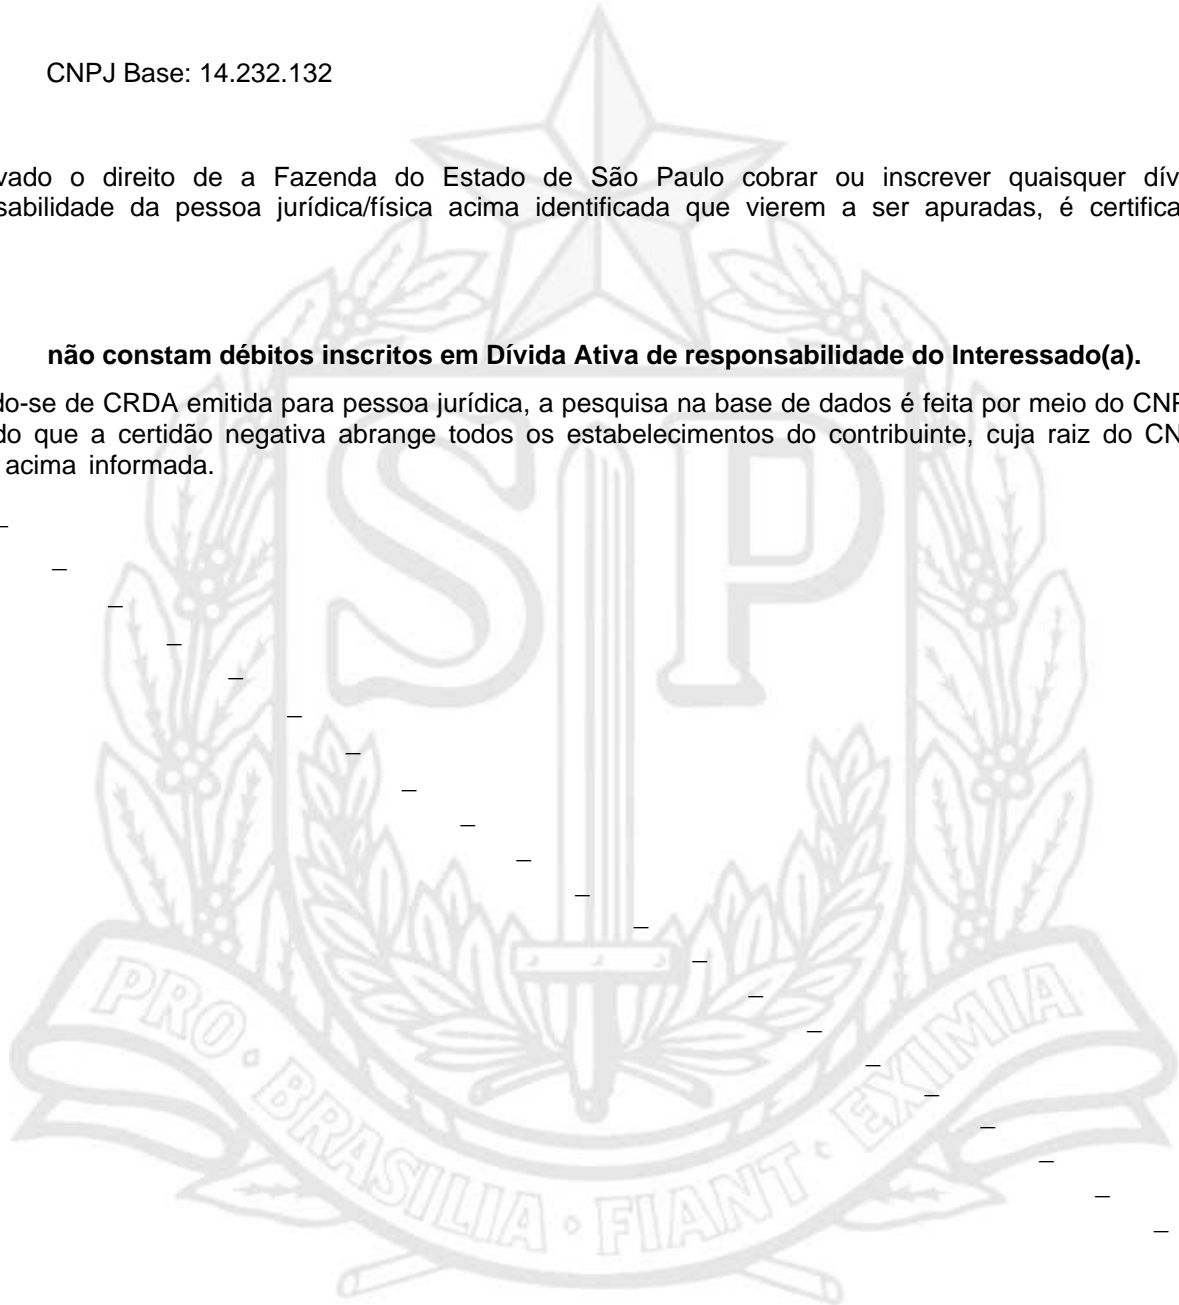 CNPJ Base: 14.232.132
vado o direito de a Fazenda do Estado de São Paulo cobrar ou inscrever quaisquer dív
sabilidade da pessoa jurídica/física acima identificada que vierem a ser apuradas, é certifica
não constam débitos inscritos em Dívida Ativa de responsabilidade do Interessado(a).
do-se de CRDA emitida para pessoa jurídica, a pesquisa na base de dados é feita por meio do CNP
do que a certidão negativa abrange todos os estabelecimentos do contribuinte, cuja raiz do CN
acima informada.
SP
PRO · BRASILIA · FIANT · EXIMIA